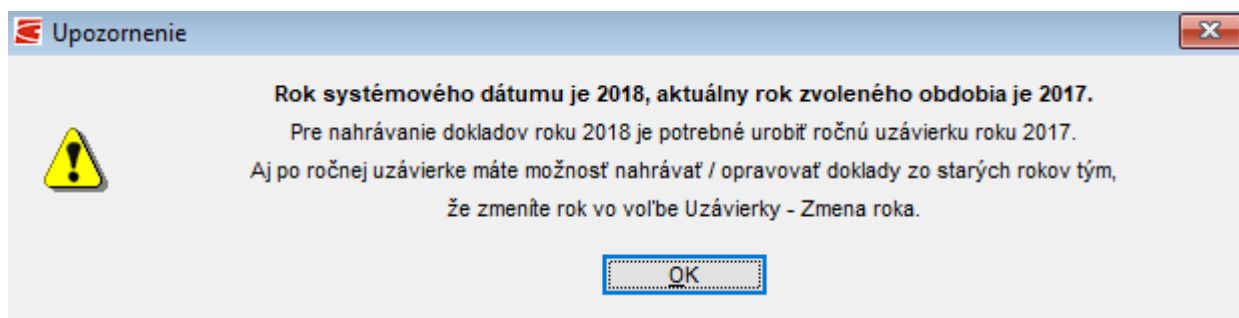 Upozornenie
Rok systémového dátumu je 2018, aktuálny rok zvoleného obdobia je 2017.
Pre nahrávanie dokladov roku 2018 je potrebné urobiť ročnú uzávierku roku 2017.
Aj po ročnej uzávierke máte možnosť nahrávať / opravovať doklady zo starých rokov tým,
že zmeníte rok vo voľbe Uzávierky - Zmena roka.
OK